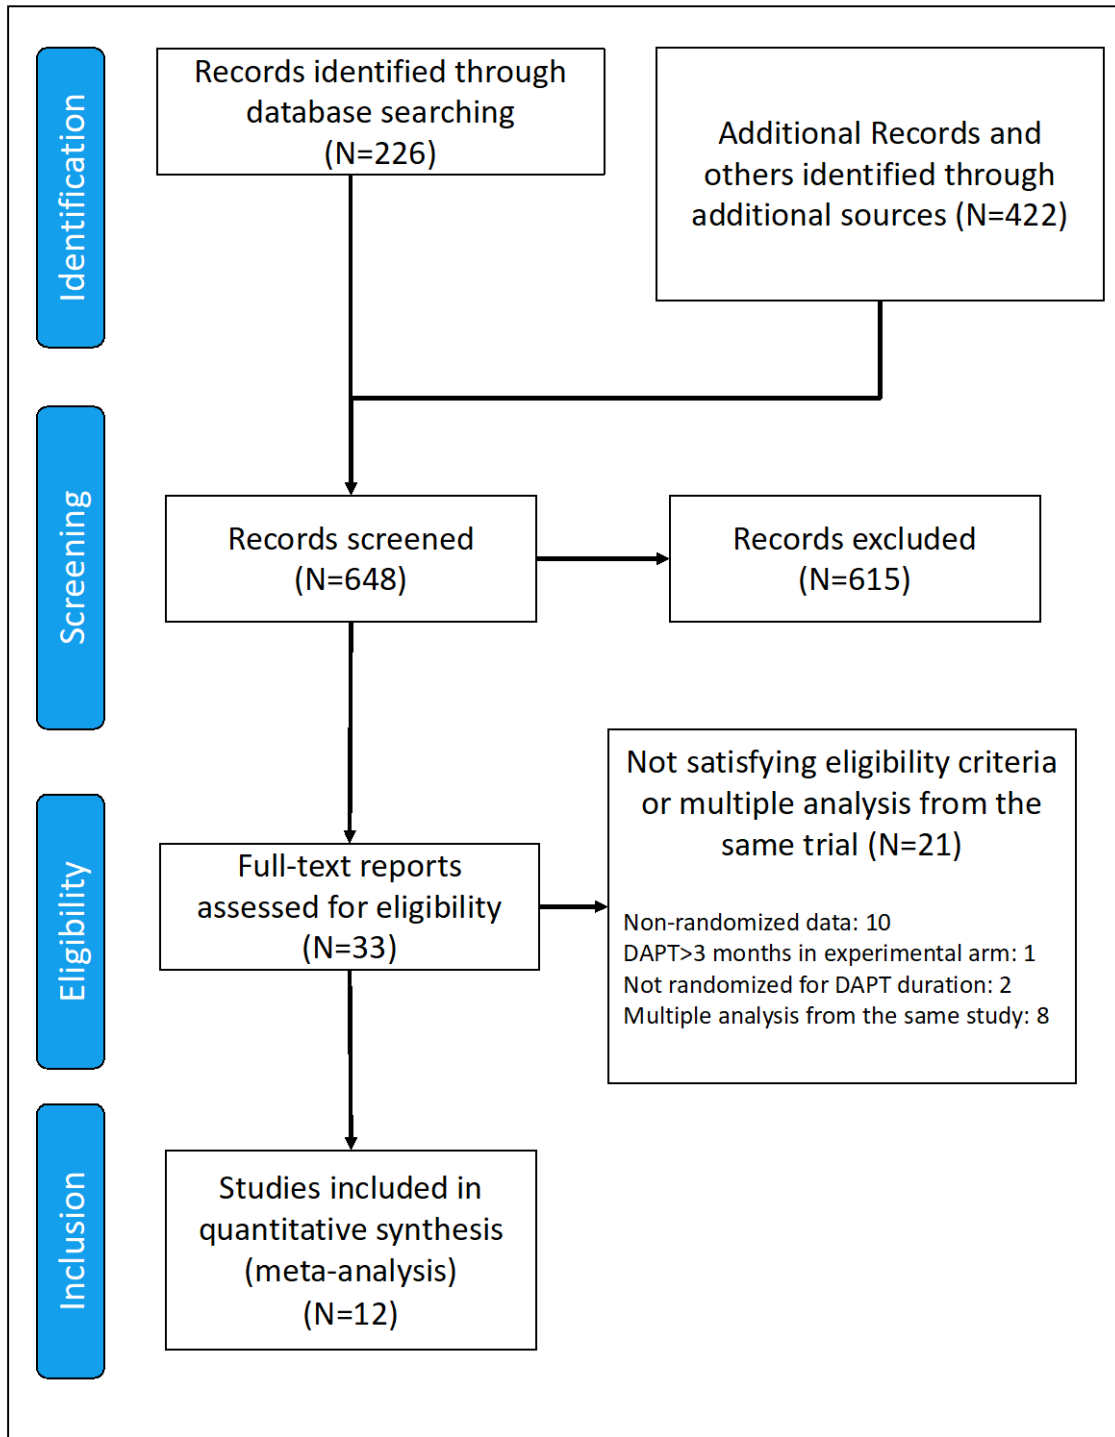 Identification
Records identified through
database searching
(N=226)
Additional Records and
others identified through
additional sources (N=422)
Screening
Records screened
(N=648)
Records excluded
(N=615)
Eligibility
Full-text reports
assessed for eligibility
(N=33)
Not satisfying eligibility criteria
or multiple analysis from the
same trial (N=21)
Non-randomized data: 10
DAPT>3 months in experimental arm: 1
Not randomized for DAPT duration: 2
Multiple analysis from the same study: 8
Inclusion
Studies included in
quantitative synthesis
(meta-analysis)
(N=12)